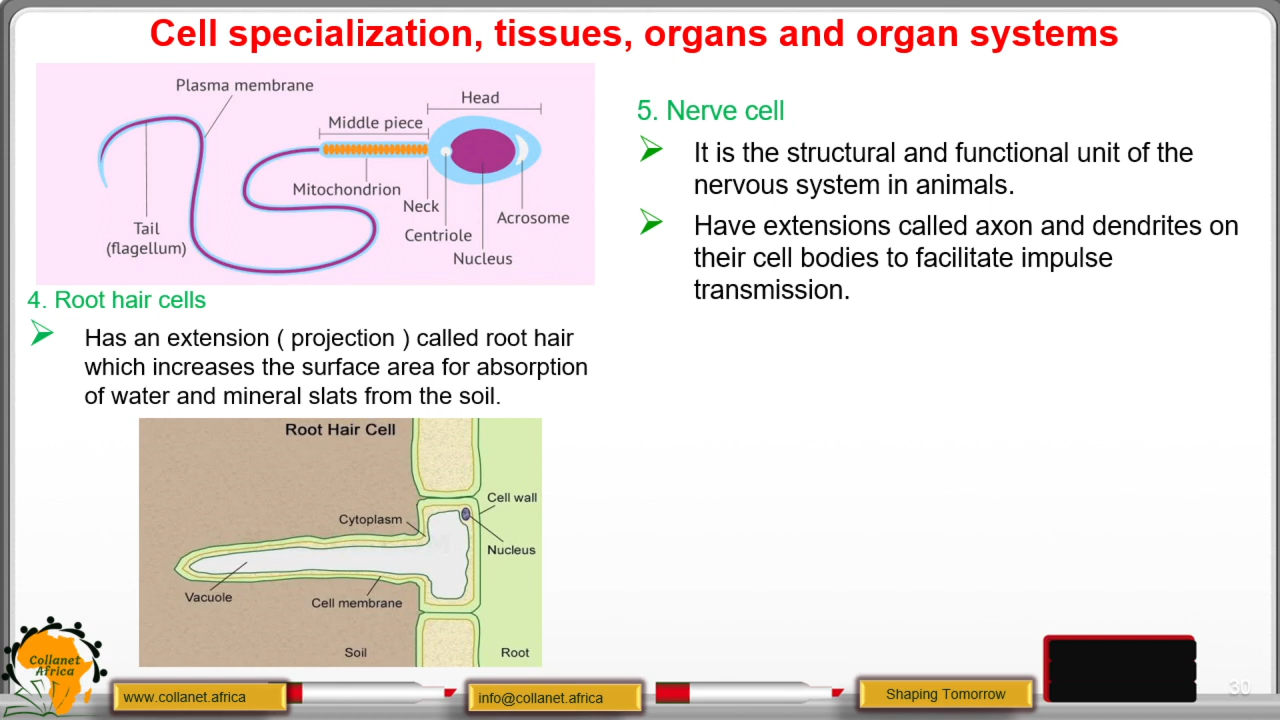 Cell specialization, tissues, organs and organ systems
Plasma membrane
Head
Middle piece
Mitochondrion
Neck
Acrosome
Tail
(flagellum)
Centriole
Nucleus
4. Root hair cells
Has an extension ( projection ) called root hair
which increases the surface area for absorption
of water and mineral slats from the soil.
Root Hair Cell
Cell wall
Cytoplasm
Nucleus
Vacuole
Cell membrane
Soil
Root
5. Nerve cell
It is the structural and functional unit of the
nervous system in animals.
Have extensions called axon and dendrites on
their cell bodies to facilitate impulse
transmission.
Collanet
Africa
www.collanet.africa
info@collanet.africa
Shaping Tomorrow
30